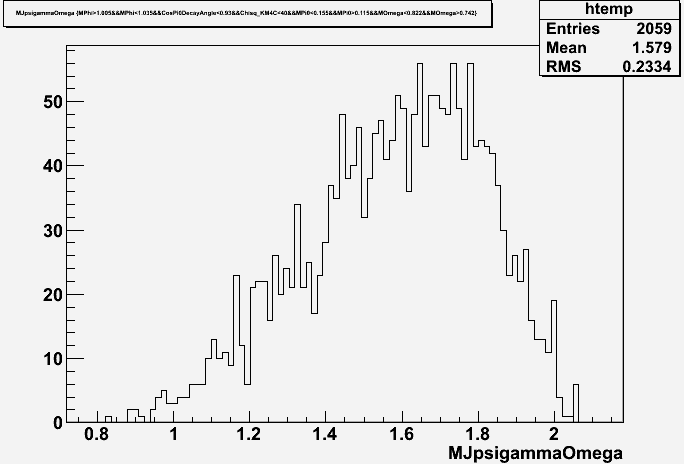 MJpsigammaOmega {MPhi>1.005&&MPhi<1.035&&CosPi0DecayAngle<0.93&&Chisq_KM4C<40&&MPi0<0.155&&MPi0>0.115&&MOmega<0.822&&MOmega>0.742}
htemp
Entries 2059
Mean 1.579
RMS 0.2334
50
40
30
20
10
0
0.8 1 1.2 1.4 1.6 1.8 2
MJpsigammaOmega